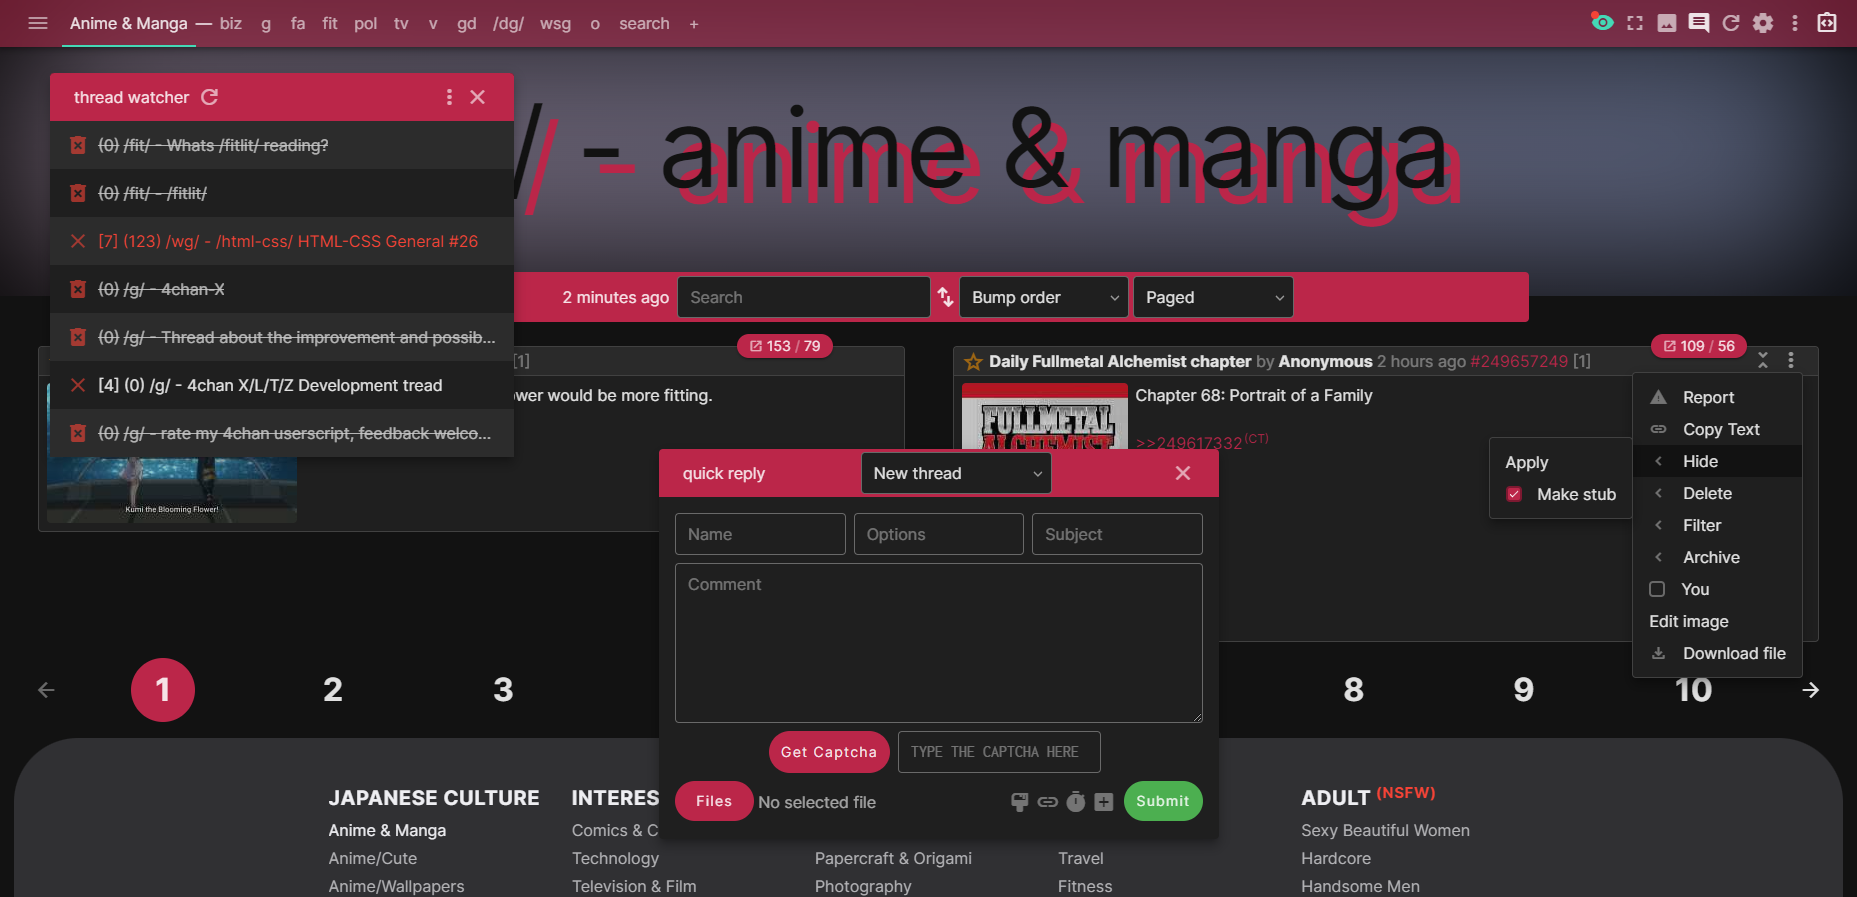 Anime & Manga — biz g fa fit pol tv v gd /dg/ wsg o search +
thread watcher
(0) /fit/ - Whats /fitlit/ reading?
(0) /fit/ - /fitlit/
[7] (123) /wg/ - /html-css/ HTML-CSS General #26
(0) /g/ - 4chan-X
(0) /g/ - Thread about the improvement and possib...
[4] (0) /g/ - 4chan X/L/T/Z Development tread
(0) /g/ - rate my 4chan userscript, feedback welco...
/ - anime & manga
2 minutes ago Search Bump order Paged
153 / 79
[1]
ower would be more fitting.
Kumi the Blooming Flower!
109 / 56
Daily Fullmetal Alchemist chapter by Anonymous 2 hours ago #249657249 [1]
FULLMETAL
ALCHEMIST
Chapter 68: Portrait of a Family
>>249617332 (CT)
Report
Copy Text
Hide
Delete
Filter
Archive
You
Edit image
Download file
Apply
Make stub
quick reply New thread
Name Options Subject
Comment
Get Captcha TYPE THE CAPTCHA HERE
Files No selected file Submit
1 2 3 8 9 10
JAPANESE CULTURE
Anime & Manga
Anime/Cute
Anime/Wallpapers
INTERES
Comics & C
Technology
Television & Film
Papercraft & Origami
Photography
Travel
Fitness
ADULT (NSFW)
Sexy Beautiful Women
Hardcore
Handsome Men